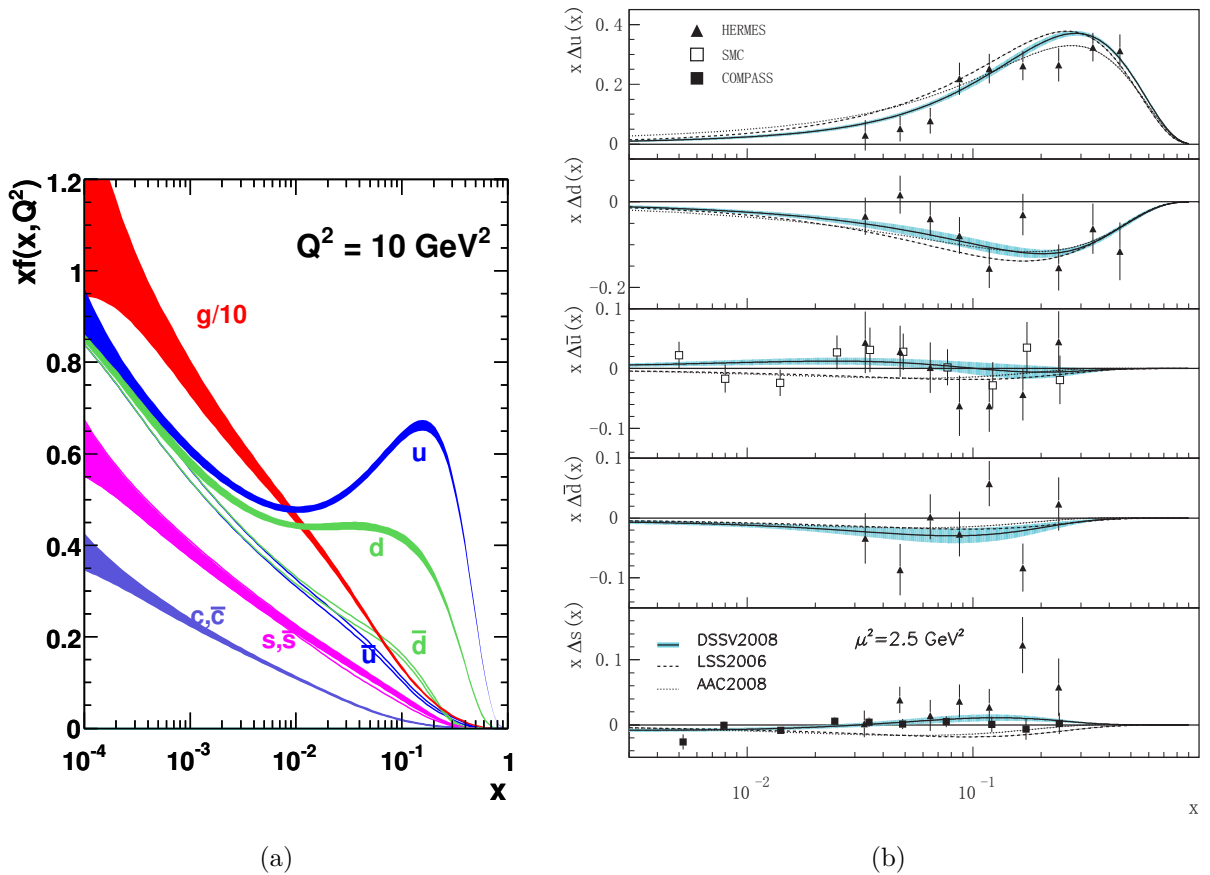 1.2
1
0.8
0.6
0.4
0.2
0
xf(x,Q²)
Q² = 10 GeV²
g/10
u
d
c,c̅
s,s̅
u̅
d̅
10⁻⁴
10⁻³
10⁻²
10⁻¹
1
x
(a)
HERMES
SMC
COMPASS
x Δu(x)
0.4
0.2
0
x Δd(x)
0
−0.2
x Δu̅(x)
0.1
0
−0.1
x Δd̅(x)
0.1
0
−0.1
x Δs(x)
0.1
0
DSSV2008
LSS2006
AAC2008
μ²=2.5 GeV²
10⁻²
10⁻¹
x
(b)